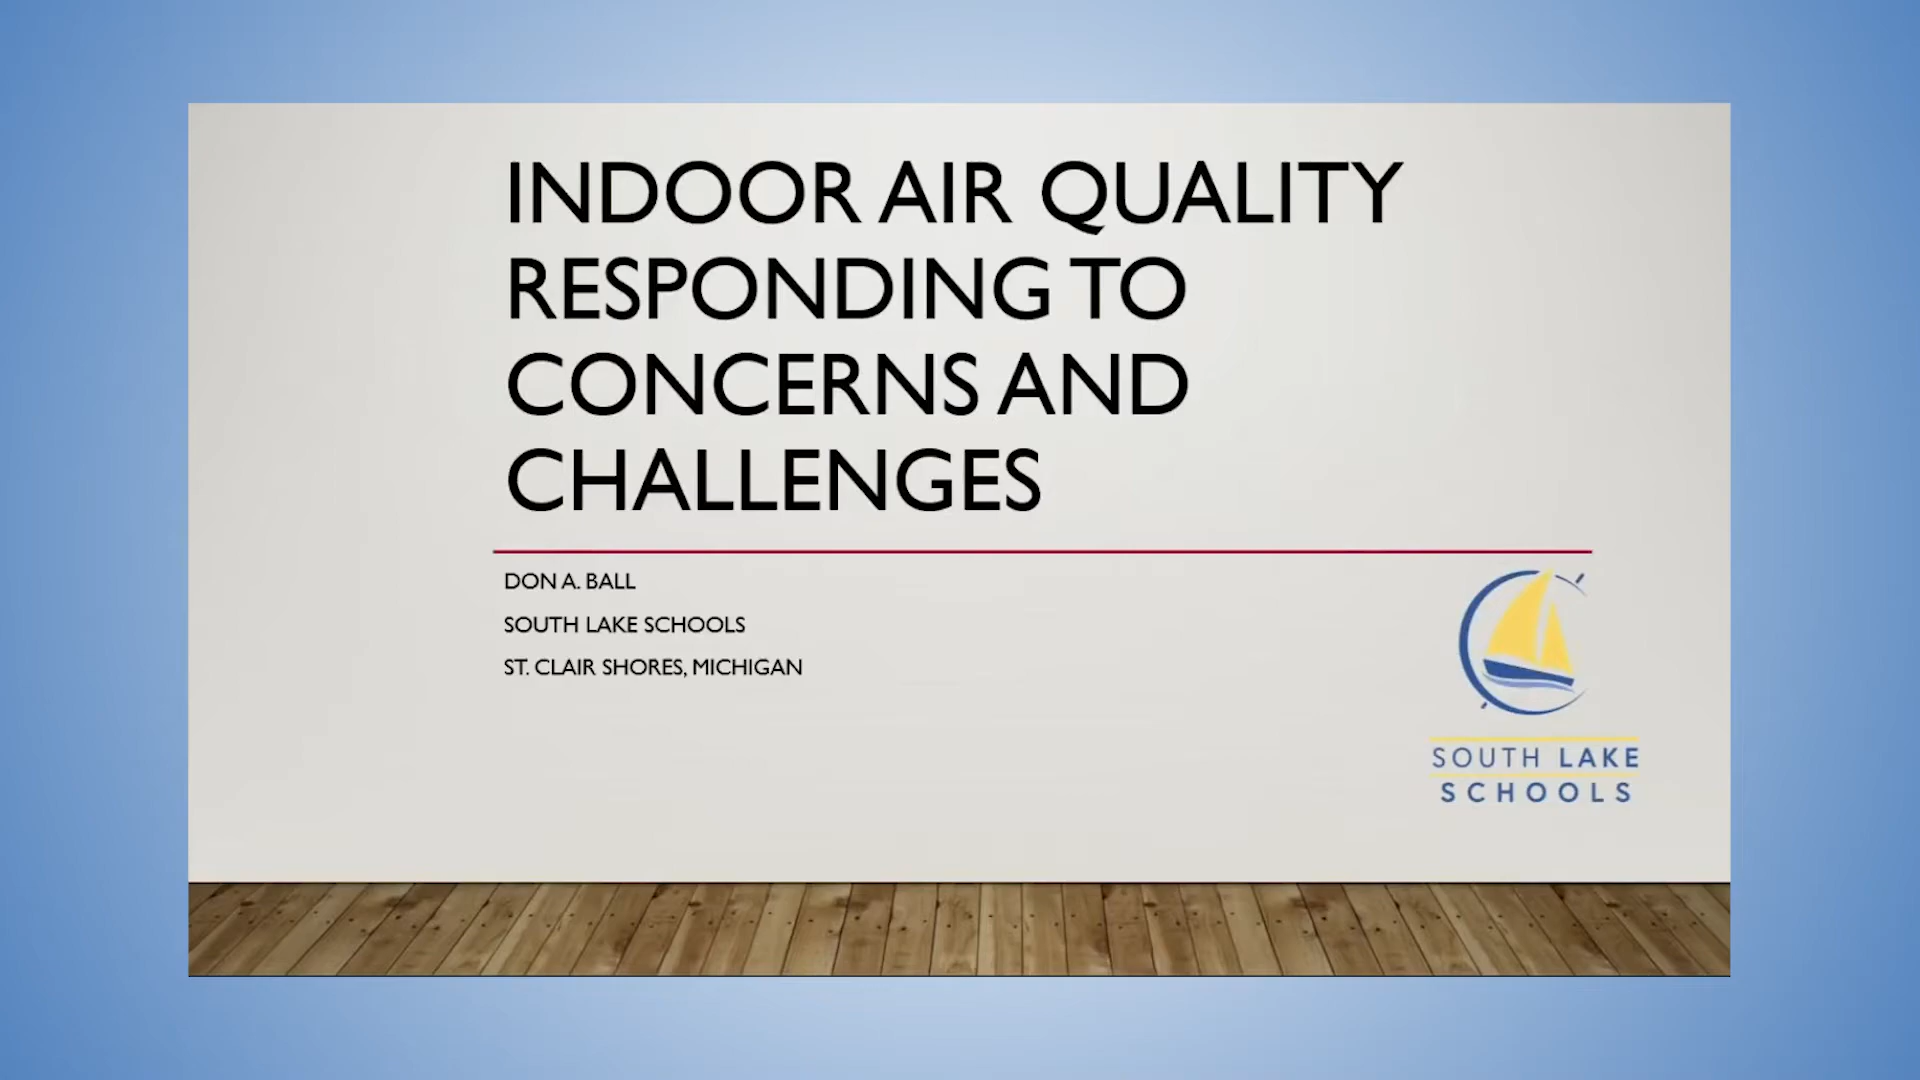 INDOOR AIR QUALITY
RESPONDING TO
CONCERNS AND
CHALLENGES
DON A. BALL
SOUTH LAKE SCHOOLS
ST. CLAIR SHORES, MICHIGAN
SOUTH LAKE
SCHOOLS